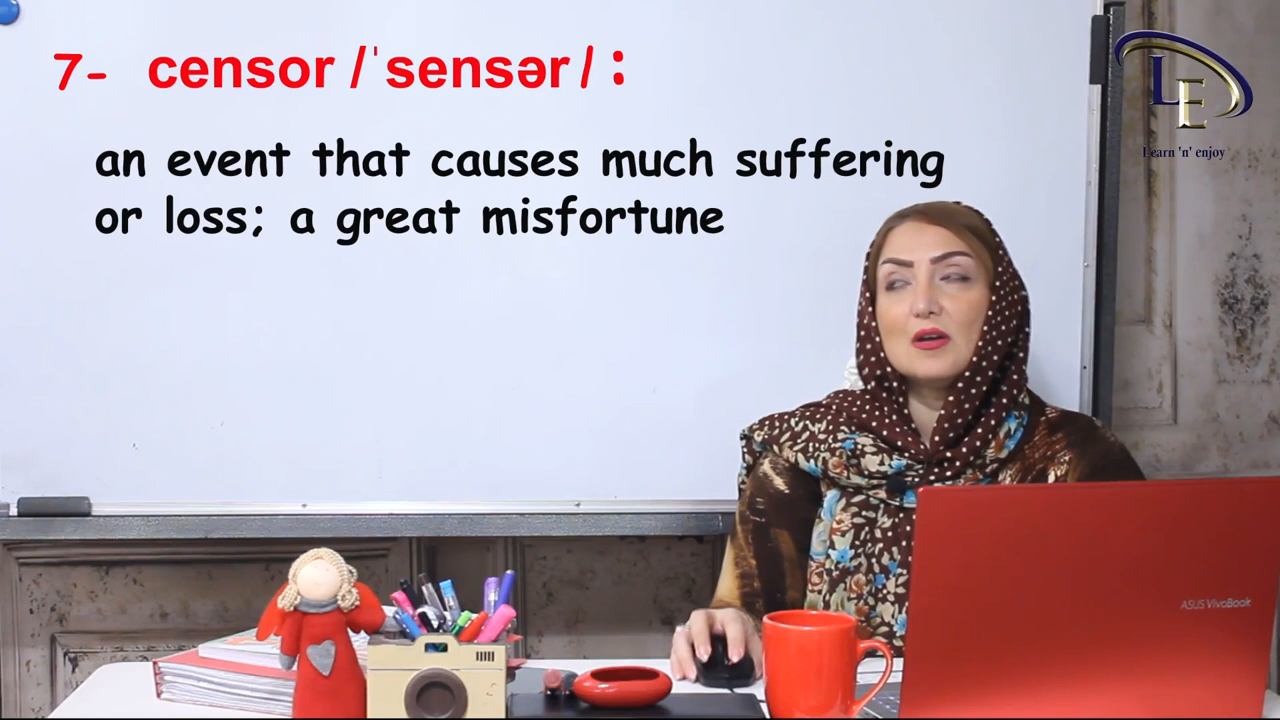 7- censor /ˈsensər/ :
an event that causes much suffering
or loss; a great misfortune
LE
Learn 'n' enjoy
ASUS VivoBook